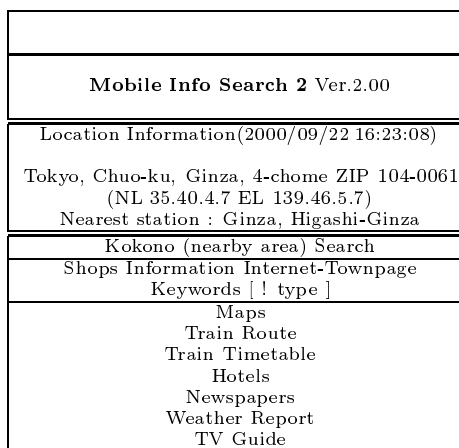 Mobile Info Search 2 Ver.2.00
Location Information(2000/09/22 16:23:08)
Tokyo, Chuo-ku, Ginza, 4-chome ZIP 104-0061
(NL 35.40.4.7 EL 139.46.5.7)
Nearest station : Ginza, Higashi-Ginza
Kokono (nearby area) Search
Shops Information Internet-Townpage
Keywords [ ! type ]
Maps
Train Route
Train Timetable
Hotels
Newspapers
Weather Report
TV Guide